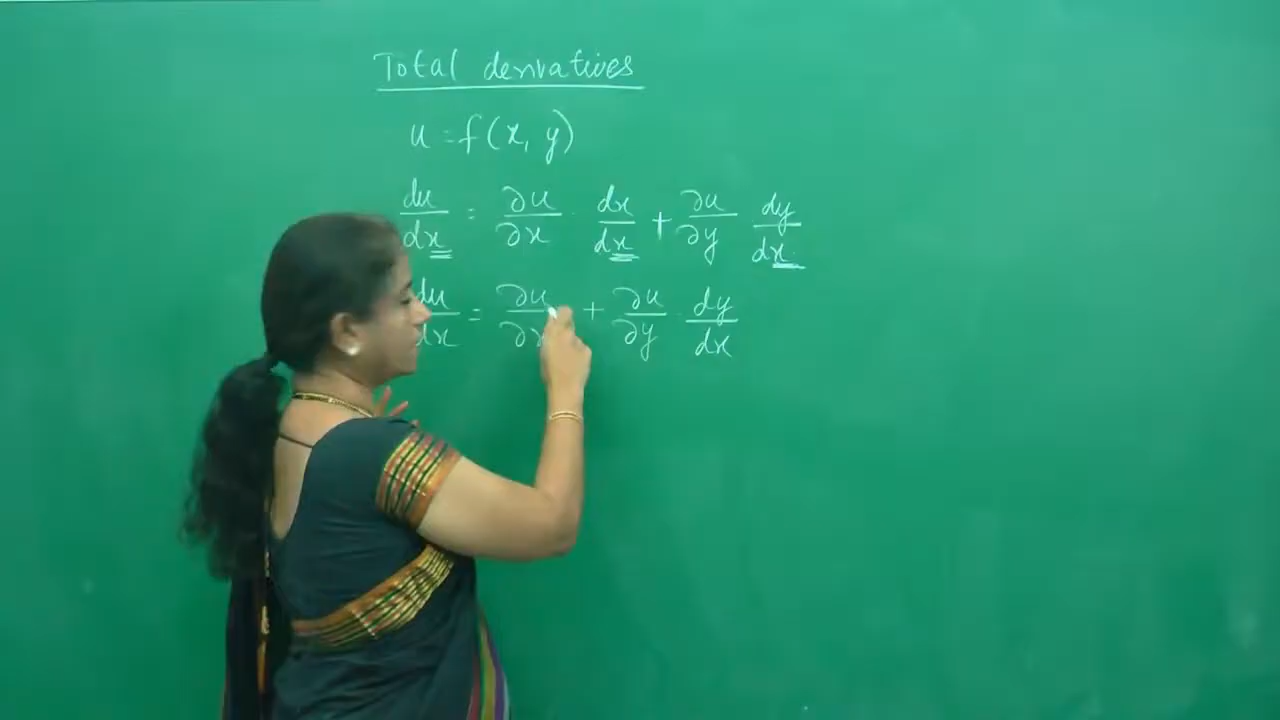 Total derivatives
u = f(x, y)
du/dx = ∂u/∂x · dx/dx + ∂u/∂y · dy/dx
du/dx = ∂u/∂x + ∂u/∂y · dy/dx